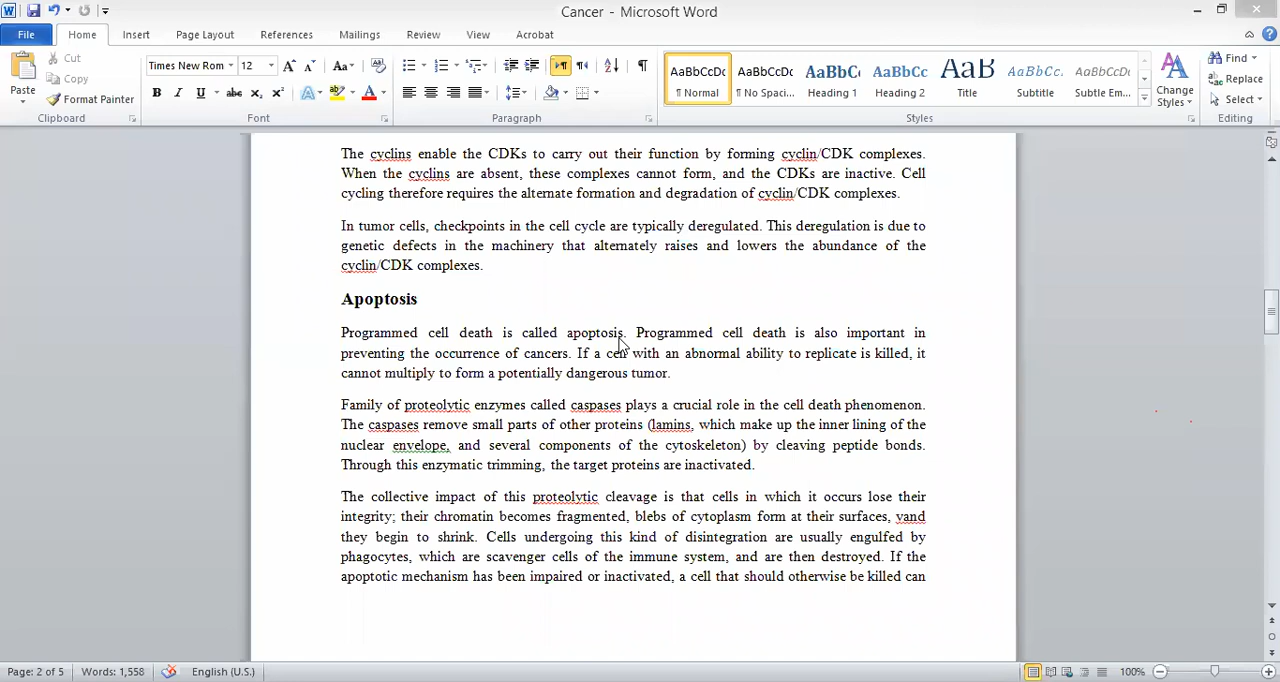 Cancer - Microsoft Word
File Home Insert Page Layout References Mailings Review View Acrobat
Cut
Copy
Format Painter
Paste
Clipboard
Times New Rom 12
Font
Paragraph
AaBbCcDc AaBbCcDc AaBbCc AaBbCc AaB AaBbCc. AaBbCcDc
¶ Normal ¶ No Spaci... Heading 1 Heading 2 Title Subtitle Subtle Em...
Change
Styles
Styles
Find
Replace
Select
Editing
The cyclins enable the CDKs to carry out their function by forming cyclin/CDK complexes.
When the cyclins are absent, these complexes cannot form, and the CDKs are inactive. Cell
cycling therefore requires the alternate formation and degradation of cyclin/CDK complexes.
In tumor cells, checkpoints in the cell cycle are typically deregulated. This deregulation is due to
genetic defects in the machinery that alternately raises and lowers the abundance of the
cyclin/CDK complexes.
Apoptosis
Programmed cell death is called apoptosis. Programmed cell death is also important in
preventing the occurrence of cancers. If a cell with an abnormal ability to replicate is killed, it
cannot multiply to form a potentially dangerous tumor.
Family of proteolytic enzymes called caspases plays a crucial role in the cell death phenomenon.
The caspases remove small parts of other proteins (lamins, which make up the inner lining of the
nuclear envelope, and several components of the cytoskeleton) by cleaving peptide bonds.
Through this enzymatic trimming, the target proteins are inactivated.
The collective impact of this proteolytic cleavage is that cells in which it occurs lose their
integrity; their chromatin becomes fragmented, blebs of cytoplasm form at their surfaces, vand
they begin to shrink. Cells undergoing this kind of disintegration are usually engulfed by
phagocytes, which are scavenger cells of the immune system, and are then destroyed. If the
apoptotic mechanism has been impaired or inactivated, a cell that should otherwise be killed can
Page: 2 of 5 Words: 1,558 English (U.S.) 100%